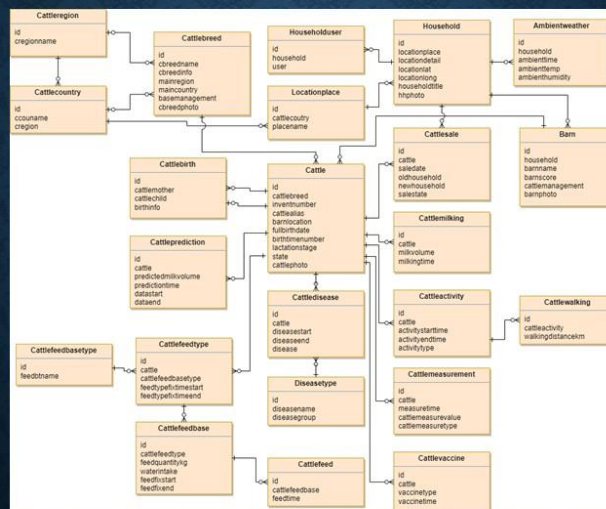 Cattleregion
id
cregionname
Cattlebreed
id
cbreedname
cbreedinfo
mainregion
maincountry
basemanagement
cbreedphoto
Householduser
id
household
user
Household
id
locationplace
locationdetail
locationlat
locationlong
householdtitle
hhphoto
Ambientweather
id
household
ambienttime
ambienttemp
ambienthumidity
Cattlecountry
id
ccouname
cregion
Locationplace
id
cattlecoutry
placename
Cattlesale
id
cattle
saledate
oldhousehold
newhousehold
salestate
Barn
id
household
barnname
barnscore
cattlemanagement
barnphoto
Cattlebirth
id
cattlemother
cattlechild
birthinfo
Cattle
id
cattlebreed
inventnumber
cattlealias
barnlocation
fullbirthdate
birthtimenumber
lactationstage
state
cattlephoto
Cattlemilking
id
cattle
milkvolume
milkingtime
Cattleprediction
id
cattle
predictedmilkvolume
predictiontime
datastart
dataend
Cattledisease
id
cattle
diseasestart
diseaseend
disease
Cattleactivity
id
cattle
activitystarttime
activityendtime
activitytype
Cattlewalking
id
cattleactivity
walkingdistancekm
Cattlefeedbasetype
id
feedbtname
Cattlefeedtype
id
cattle
cattlefeedbasetype
feedtypefixtimestart
feedtypefixtimeend
Diseasetype
id
diseasename
diseasegroup
Cattlemeasurement
id
cattle
measuretime
cattlemeasurevalue
cattlemeasuretype
Cattlefeedbase
id
cattlefeedtype
feedquantitykg
waterintake
feedfixstart
feedfixend
Cattlefeed
id
cattlefeedbase
feedtime
Cattlevaccine
id
cattle
vaccinetype
vaccinetime